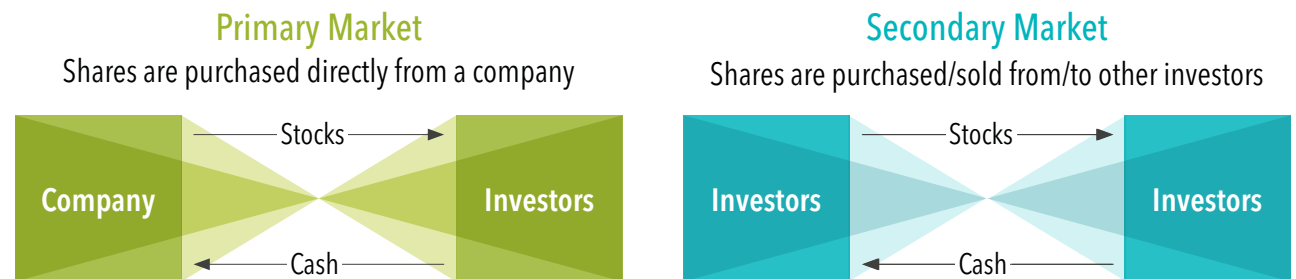 Primary Market
Shares are purchased directly from a company
Stocks
Company
Investors
Cash
Secondary Market
Shares are purchased/sold from/to other investors
Stocks
Investors
Investors
Cash